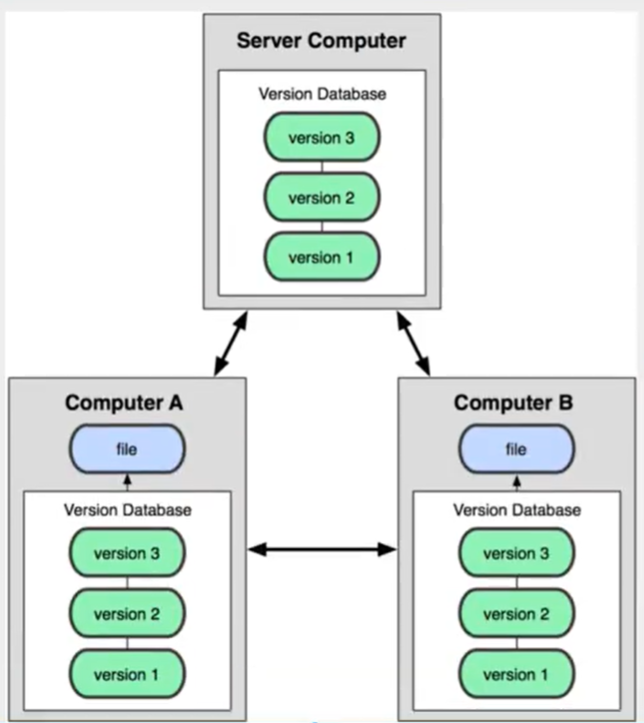 Server Computer
Version Database
version 3
version 2
version 1
Computer A
file
Version Database
version 3
version 2
version 1
Computer B
file
Version Database
version 3
version 2
version 1